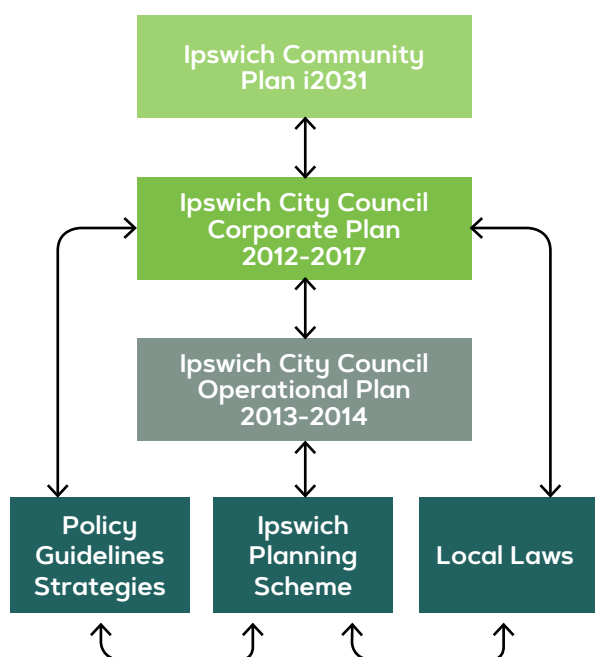 Ipswich Community
Plan i2031
Ipswich City Council
Corporate Plan
2012-2017
Ipswich City Council
Operational Plan
2013-2014
Policy
Guidelines
Strategies
Ipswich
Planning
Scheme
Local Laws